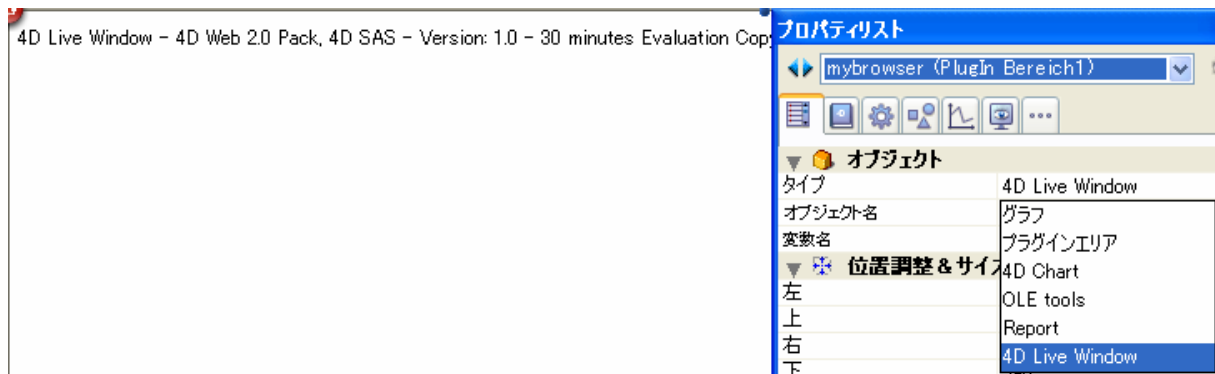 4D Live Window - 4D Web 2.0 Pack, 4D SAS - Version: 1.0 - 30 minutes Evaluation Copy
プロパティリスト
mybrowser (PlugIn Bereich1)
オブジェクト
タイプ 4D Live Window
オブジェクト名 グラフ
変数名 プラグインエリア
位置調整 & サイズ 4D Chart
左 OLE tools
上 Report
右 4D Live Window
下